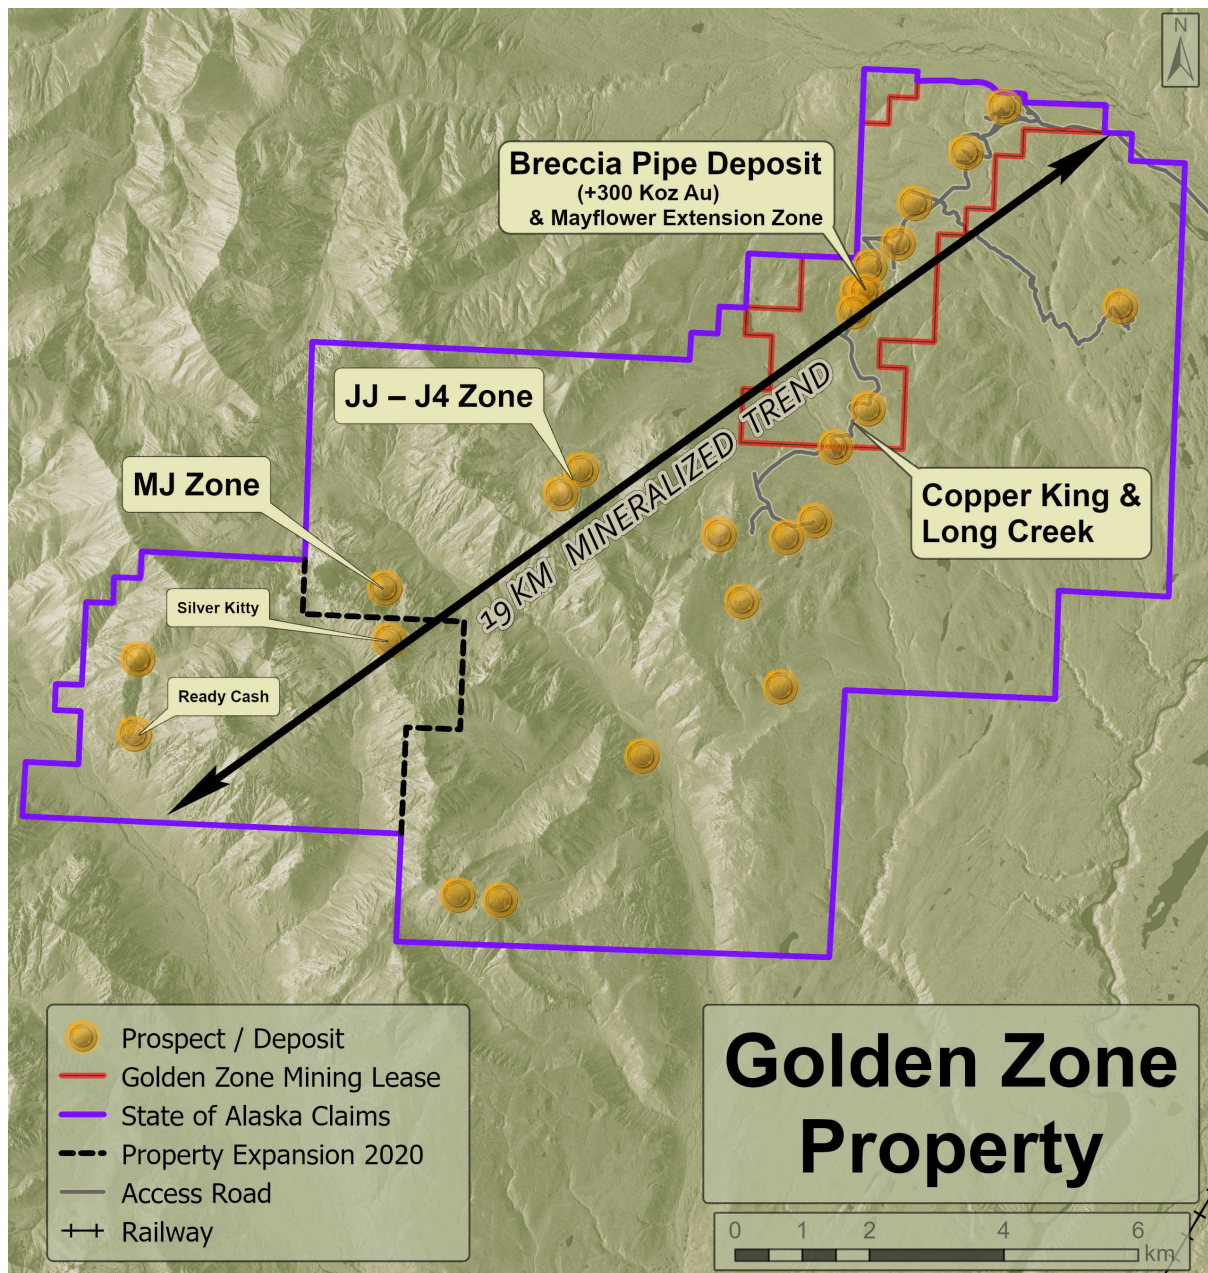 N
Breccia Pipe Deposit
(+300 Koz Au)
& Mayflower Extension Zone
JJ – J4 Zone
MJ Zone
Silver Kitty
Ready Cash
19 KM MINERALIZED TREND
Copper King &
Long Creek
Prospect / Deposit
Golden Zone Mining Lease
State of Alaska Claims
Property Expansion 2020
Access Road
Railway
Golden Zone
Property
0 1 2 4 6
km